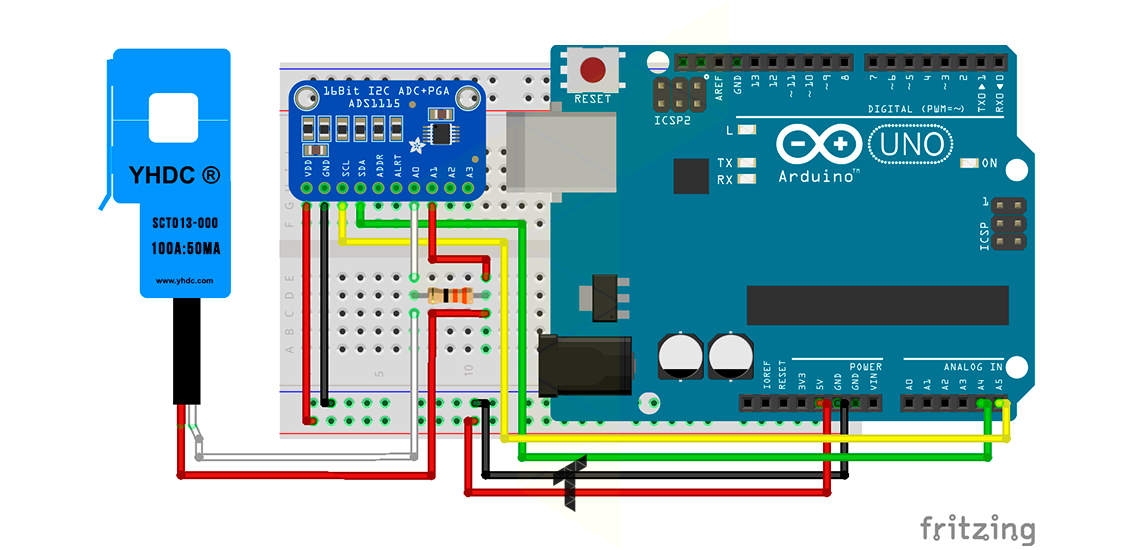 YHDC ®
SCT013-000
100A:50MA
www.yhdc.com
16Bit I2C ADC+PGA
ADS1115
VDD GND SCL SDA ADDR ALRT A0 A1 A2 A3
G
F
E
D
C
B
A
5
10
RESET
ICSP2
AREF GND 13 12 ~11 ~10 ~9 8 7 ~6 ~5 4 ~3 2 TX0▶1 RX0◀0
DIGITAL (PWM=~)
L
TX
RX
Arduino™
UNO
ON
1
ICSP
POWER
ANALOG IN
IOREF RESET 3V3 5V GND GND VIN A0 A1 A2 A3 A4 A5
fritzing